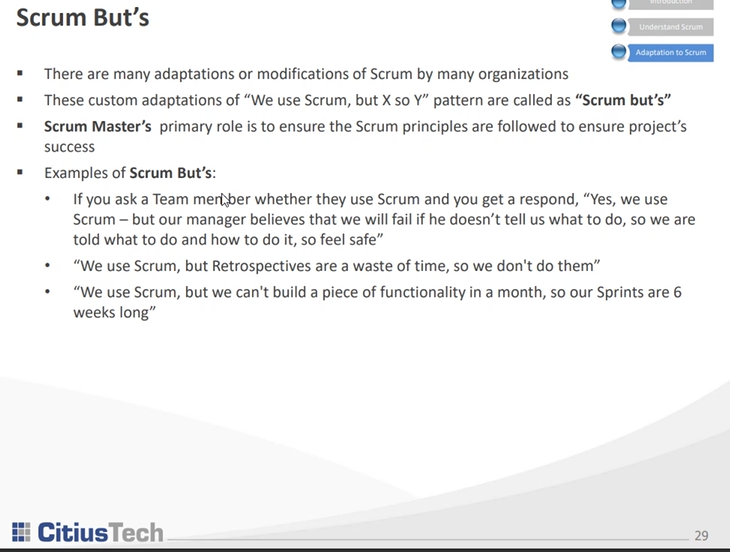 Introduction
Scrum But's
Understand Scrum
Adaptation to Scrum
There are many adaptations or modifications of Scrum by many organizations
These custom adaptations of "We use Scrum, but X so Y" pattern are called as "Scrum but's"
Scrum Master's primary role is to ensure the Scrum principles are followed to ensure project's
success
Examples of Scrum But's:
If you ask a Team member whether they use Scrum and you get a respond, "Yes, we use
Scrum – but our manager believes that we will fail if he doesn't tell us what to do, so we are
told what to do and how to do it, so feel safe"
"We use Scrum, but Retrospectives are a waste of time, so we don't do them"
"We use Scrum, but we can't build a piece of functionality in a month, so our Sprints are 6
weeks long"
CitiusTech
29